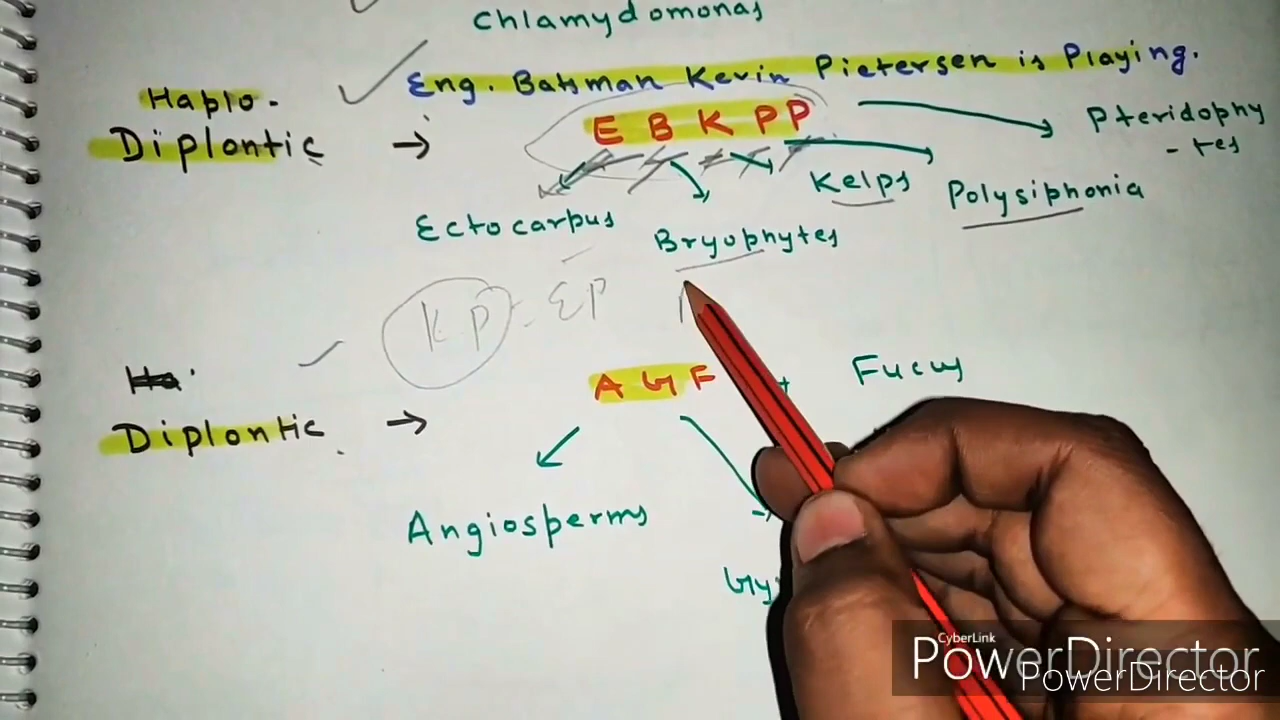 Chlamydomonas
Eng. Batsman Kevin Pietersen is Playing.
Haplo-
Diplontic → E B K P P
Pteridophy
-tes
Kelps
Polysiphonia
Ectocarpus
Bryophytes
KP = EP
Ha
Diplontic → A G F
Fucus
Angiosperms
Gy
CyberLink
PowerDirector
PowerDirector